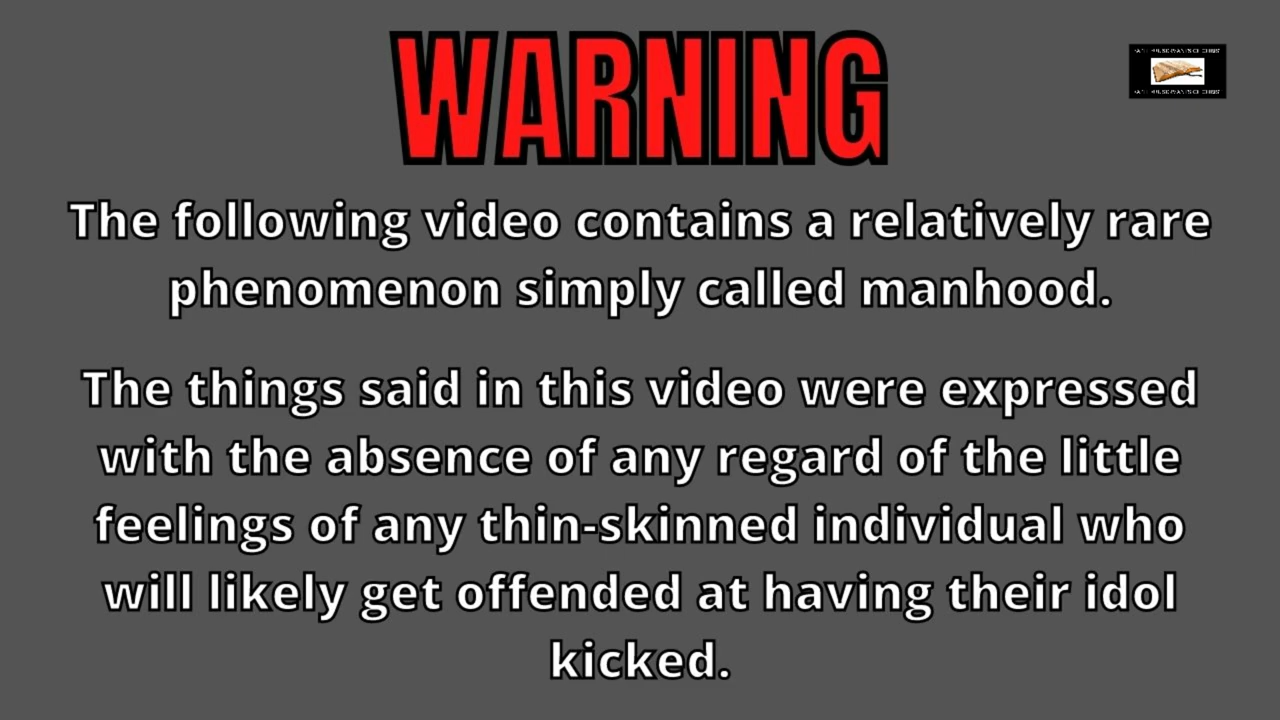 WARNING
The following video contains a relatively rare
phenomenon simply called manhood.
The things said in this video were expressed
with the absence of any regard of the little
feelings of any thin-skinned individual who
will likely get offended at having their idol
kicked.